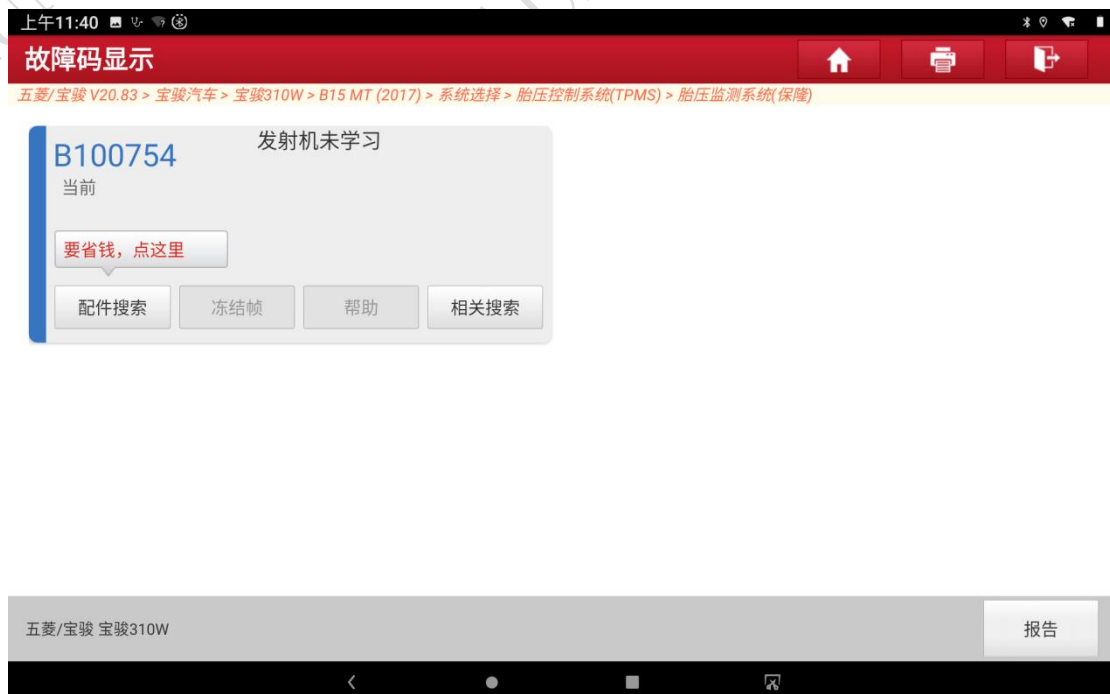 上午11:40
故障码显示
五菱/宝骏 V20.83 > 宝骏汽车 > 宝骏310W > B15 MT (2017) > 系统选择 > 胎压控制系统(TPMS) > 胎压监测系统(保隆)
B100754 发射机未学习
当前
要省钱，点这里
配件搜索 冻结帧 帮助 相关搜索
五菱/宝骏 宝骏310W 报告